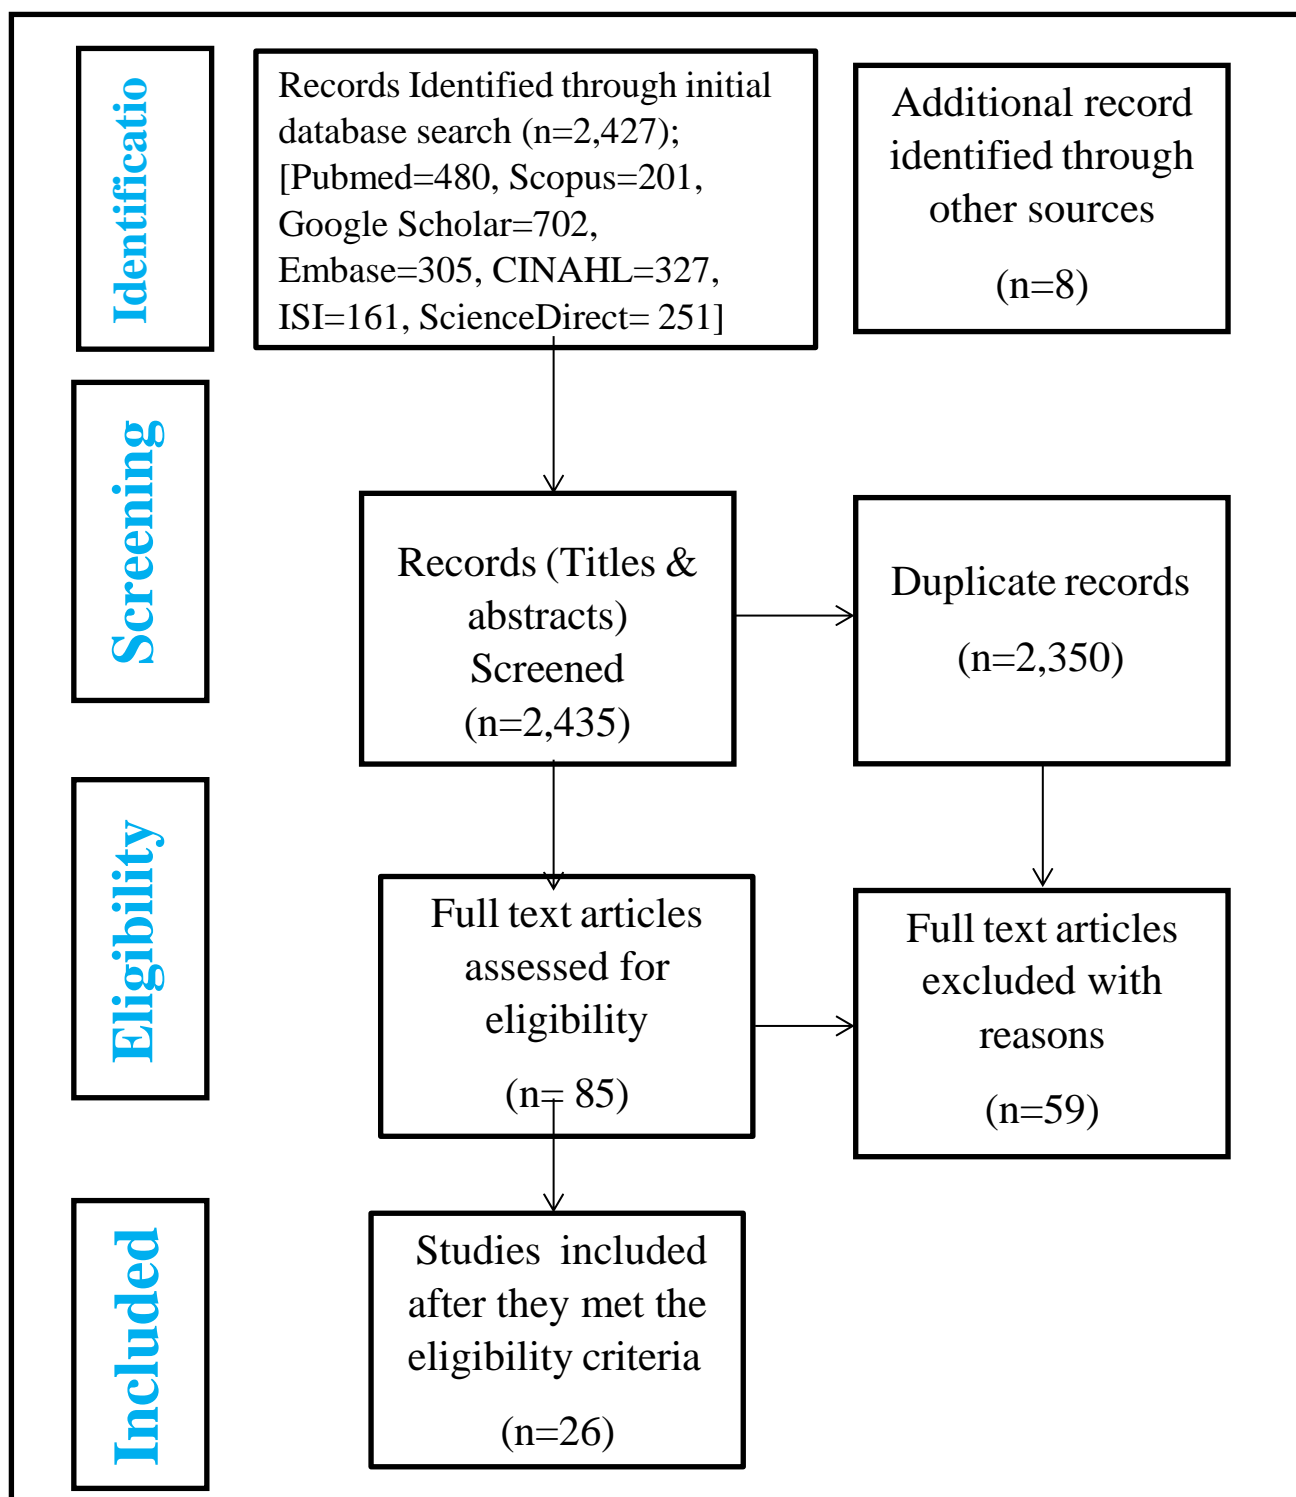 Identificatio
Records Identified through initial
database search (n=2,427);
[Pubmed=480, Scopus=201,
Google Scholar=702,
Embase=305, CINAHL=327,
ISI=161, ScienceDirect= 251]
Additional record
identified through
other sources
(n=8)
Screening
Records (Titles &
abstracts)
Screened
(n=2,435)
Duplicate records
(n=2,350)
Eligibility
Full text articles
assessed for
eligibility
(n= 85)
Full text articles
excluded with
reasons
(n=59)
Included
Studies included
after they met the
eligibility criteria
(n=26)